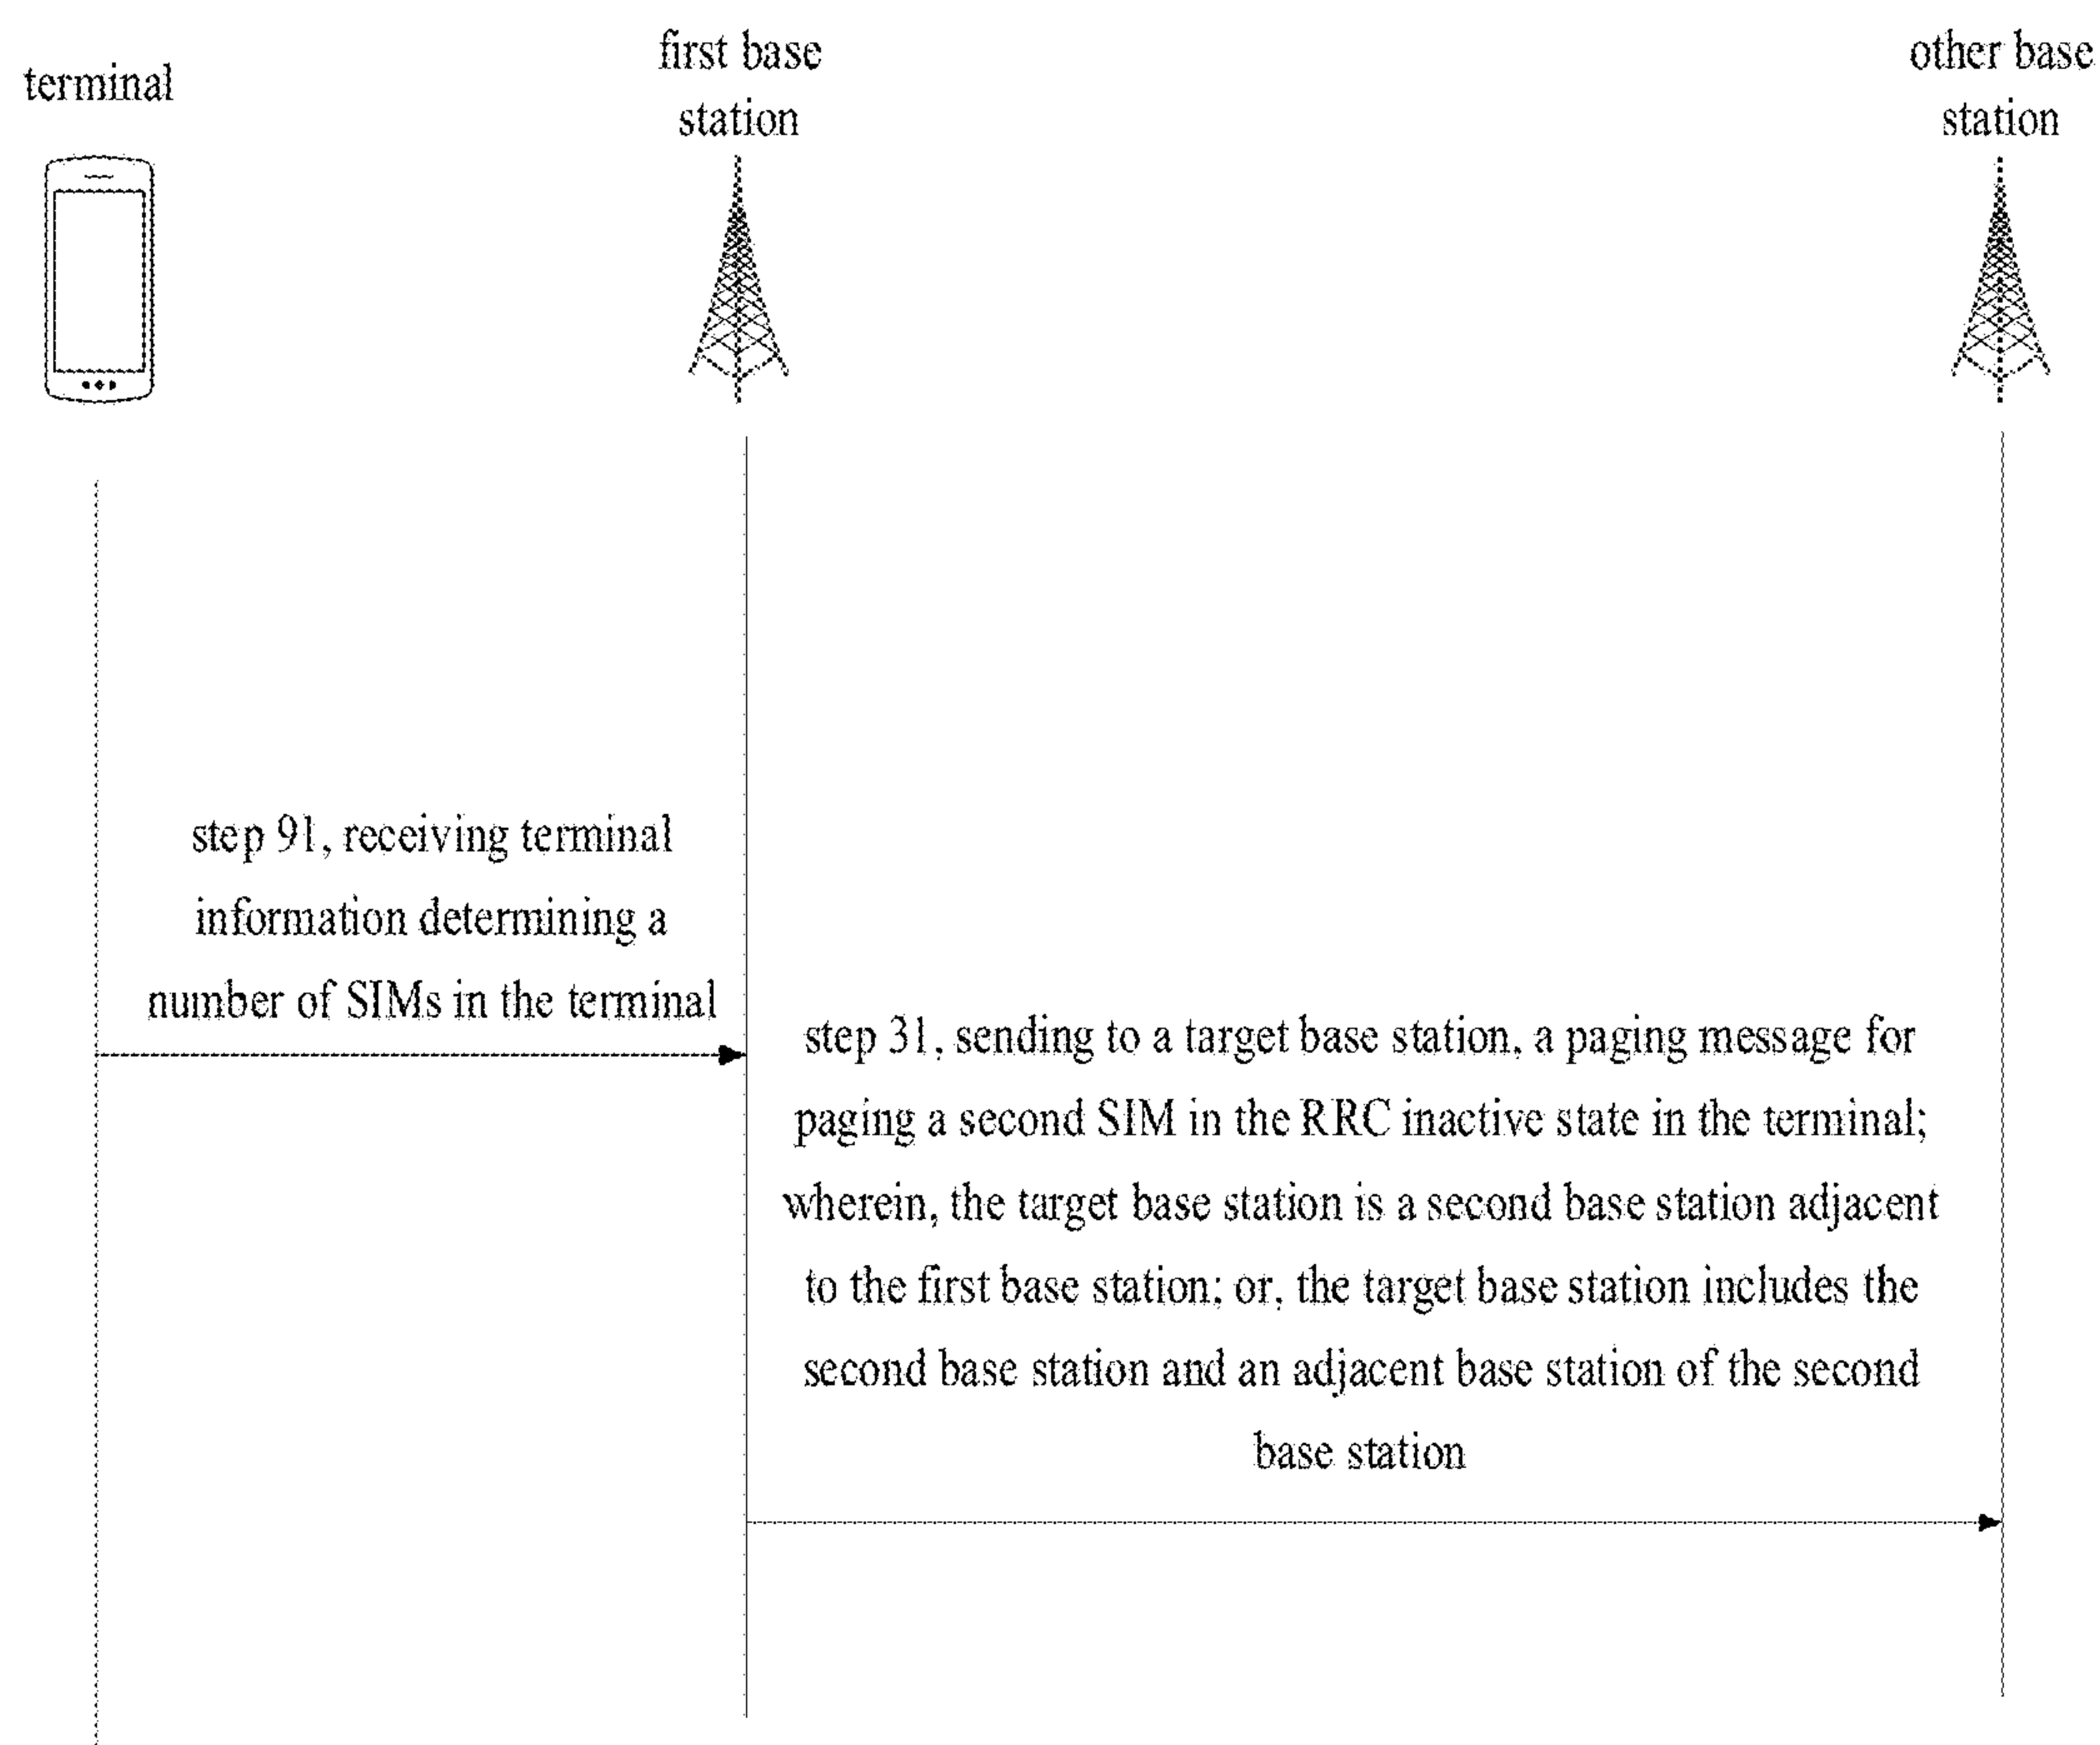 terminal
first base
station
other base
station
step 91, receiving terminal
information determining a
number of SIMs in the terminal
step 31, sending to a target base station, a paging message for
paging a second SIM in the RRC inactive state in the terminal;
wherein, the target base station is a second base station adjacent
to the first base station; or, the target base station includes the
second base station and an adjacent base station of the second
base station